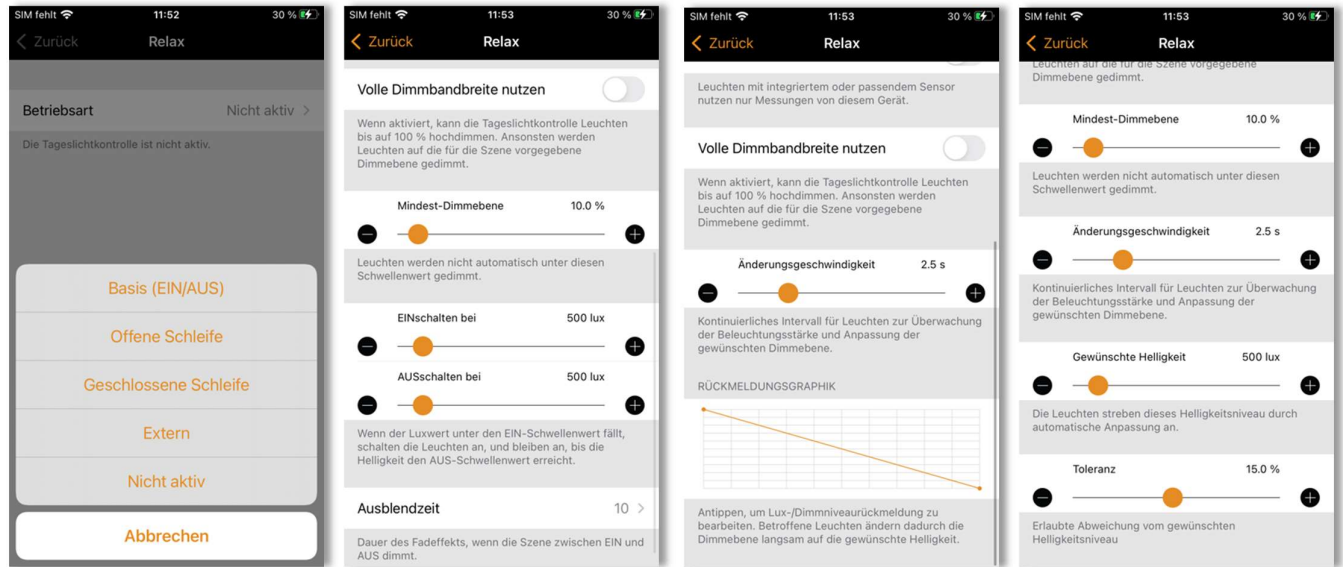 SIM fehlt 11:52 30 %
Zurück Relax
Betriebsart Nicht aktiv
Die Tageslichtkontrolle ist nicht aktiv.
Basis (EIN/AUS)
Offene Schleife
Geschlossene Schleife
Extern
Nicht aktiv
Abbrechen
SIM fehlt 11:53 30 %
Zurück Relax
Volle Dimmbandbreite nutzen
Wenn aktiviert, kann die Tageslichtkontrolle Leuchten
bis auf 100 % hochdimmen. Ansonsten werden
Leuchten auf die für die Szene vorgegebene
Dimmebene gedimmt.
Mindest-Dimmebene 10.0 %
Leuchten werden nicht automatisch unter diesen
Schwellenwert gedimmt.
EINschalten bei 500 lux
AUSschalten bei 500 lux
Wenn der Luxwert unter den EIN-Schwellenwert fällt,
schalten die Leuchten an, und bleiben an, bis die
Helligkeit den AUS-Schwellenwert erreicht.
Ausblendzeit 10
Dauer des Fadeffekts, wenn die Szene zwischen EIN und
AUS dimmt.
SIM fehlt 11:53 30 %
Zurück Relax
Leuchten mit integriertem oder passendem Sensor
nutzen nur Messungen von diesem Gerät.
Volle Dimmbandbreite nutzen
Wenn aktiviert, kann die Tageslichtkontrolle Leuchten
bis auf 100 % hochdimmen. Ansonsten werden
Leuchten auf die für die Szene vorgegebene
Dimmebene gedimmt.
Änderungsgeschwindigkeit 2.5 s
Kontinuierliches Intervall für Leuchten zur Überwachung
der Beleuchtungsstärke und Anpassung der
gewünschten Dimmebene.
RÜCKMELDUNGSGRAPHIK
Antippen, um Lux-/Dimmniveaurückmeldung zu
bearbeiten. Betroffene Leuchten ändern dadurch die
Dimmebene langsam auf die gewünschte Helligkeit.
SIM fehlt 11:53 30 %
Zurück Relax
Leuchten auf die für die Szene vorgegebene
Dimmebene gedimmt.
Mindest-Dimmebene 10.0 %
Leuchten werden nicht automatisch unter diesen
Schwellenwert gedimmt.
Änderungsgeschwindigkeit 2.5 s
Kontinuierliches Intervall für Leuchten zur Überwachung
der Beleuchtungsstärke und Anpassung der
gewünschten Dimmebene.
Gewünschte Helligkeit 500 lux
Die Leuchten streben dieses Helligkeitsniveau durch
automatische Anpassung an.
Toleranz 15.0 %
Erlaubte Abweichung vom gewünschten
Helligkeitsniveau